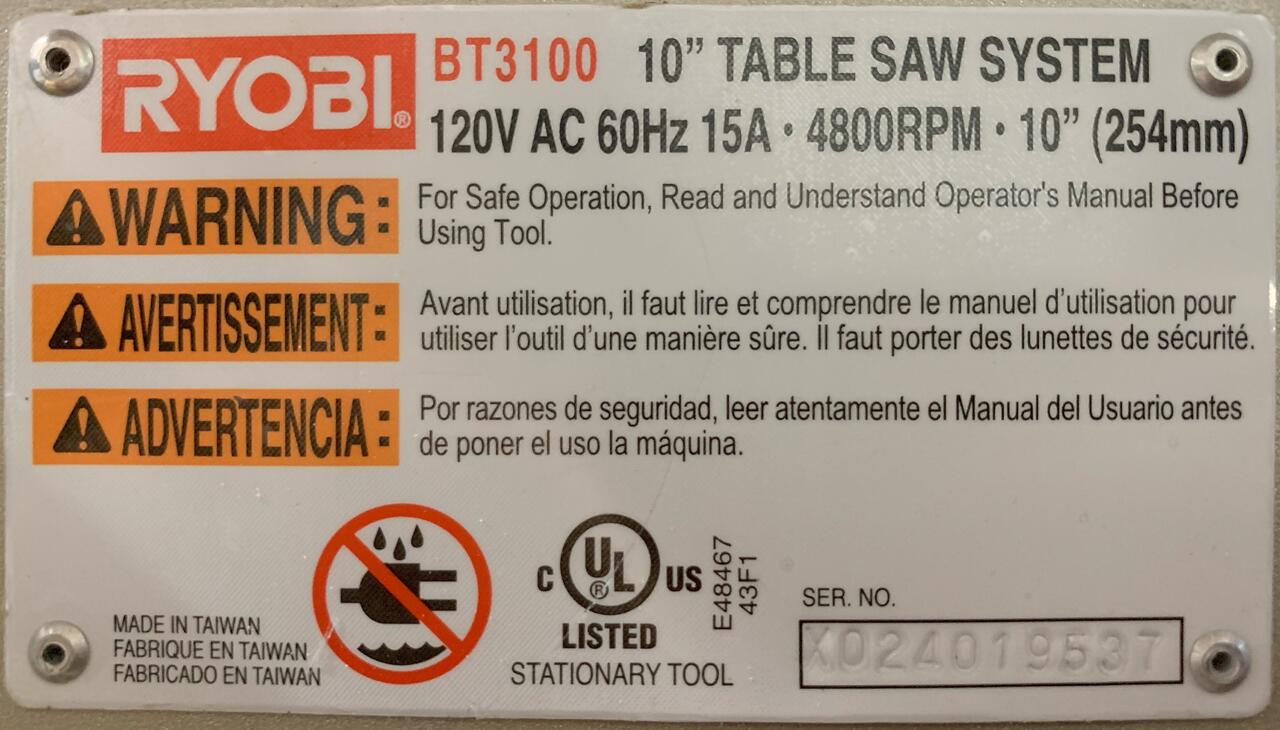 RYOBI®
BT3100 10” TABLE SAW SYSTEM
120V AC 60Hz 15A · 4800RPM · 10” (254mm)
WARNING:
For Safe Operation, Read and Understand Operator's Manual Before
Using Tool.
AVERTISSEMENT:
Avant utilisation, il faut lire et comprendre le manuel d’utilisation pour
utiliser l’outil d’une manière sûre. Il faut porter des lunettes de sécurité.
ADVERTENCIA:
Por razones de seguridad, leer atentamente el Manual del Usuario antes
de poner el uso la máquina.
MADE IN TAIWAN
FABRIQUE EN TAIWAN
FABRICADO EN TAIWAN
C UL® US
LISTED
STATIONARY TOOL
E48467
43F1
SER. NO.
X024019537